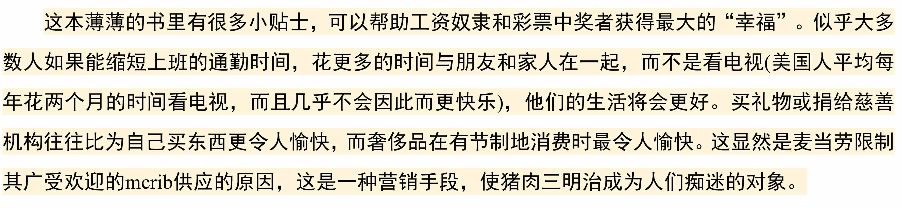 这本薄薄的书里有很多小贴士，可以帮助工资奴隶和彩票中奖者获得最大的“幸福”。似乎大多
数人如果能缩短上班的通勤时间，花更多的时间与朋友和家人在一起，而不是看电视(美国人平均每
年花两个月的时间看电视，而且几乎不会因此而更快乐)，他们的生活将会更好。买礼物或捐给慈善
机构往往比为自己买东西更令人愉快，而奢侈品在有节制地消费时最令人愉快。这显然是麦当劳限制
其广受欢迎的mcrib供应的原因，这是一种营销手段，使猪肉三明治成为人们痴迷的对象。